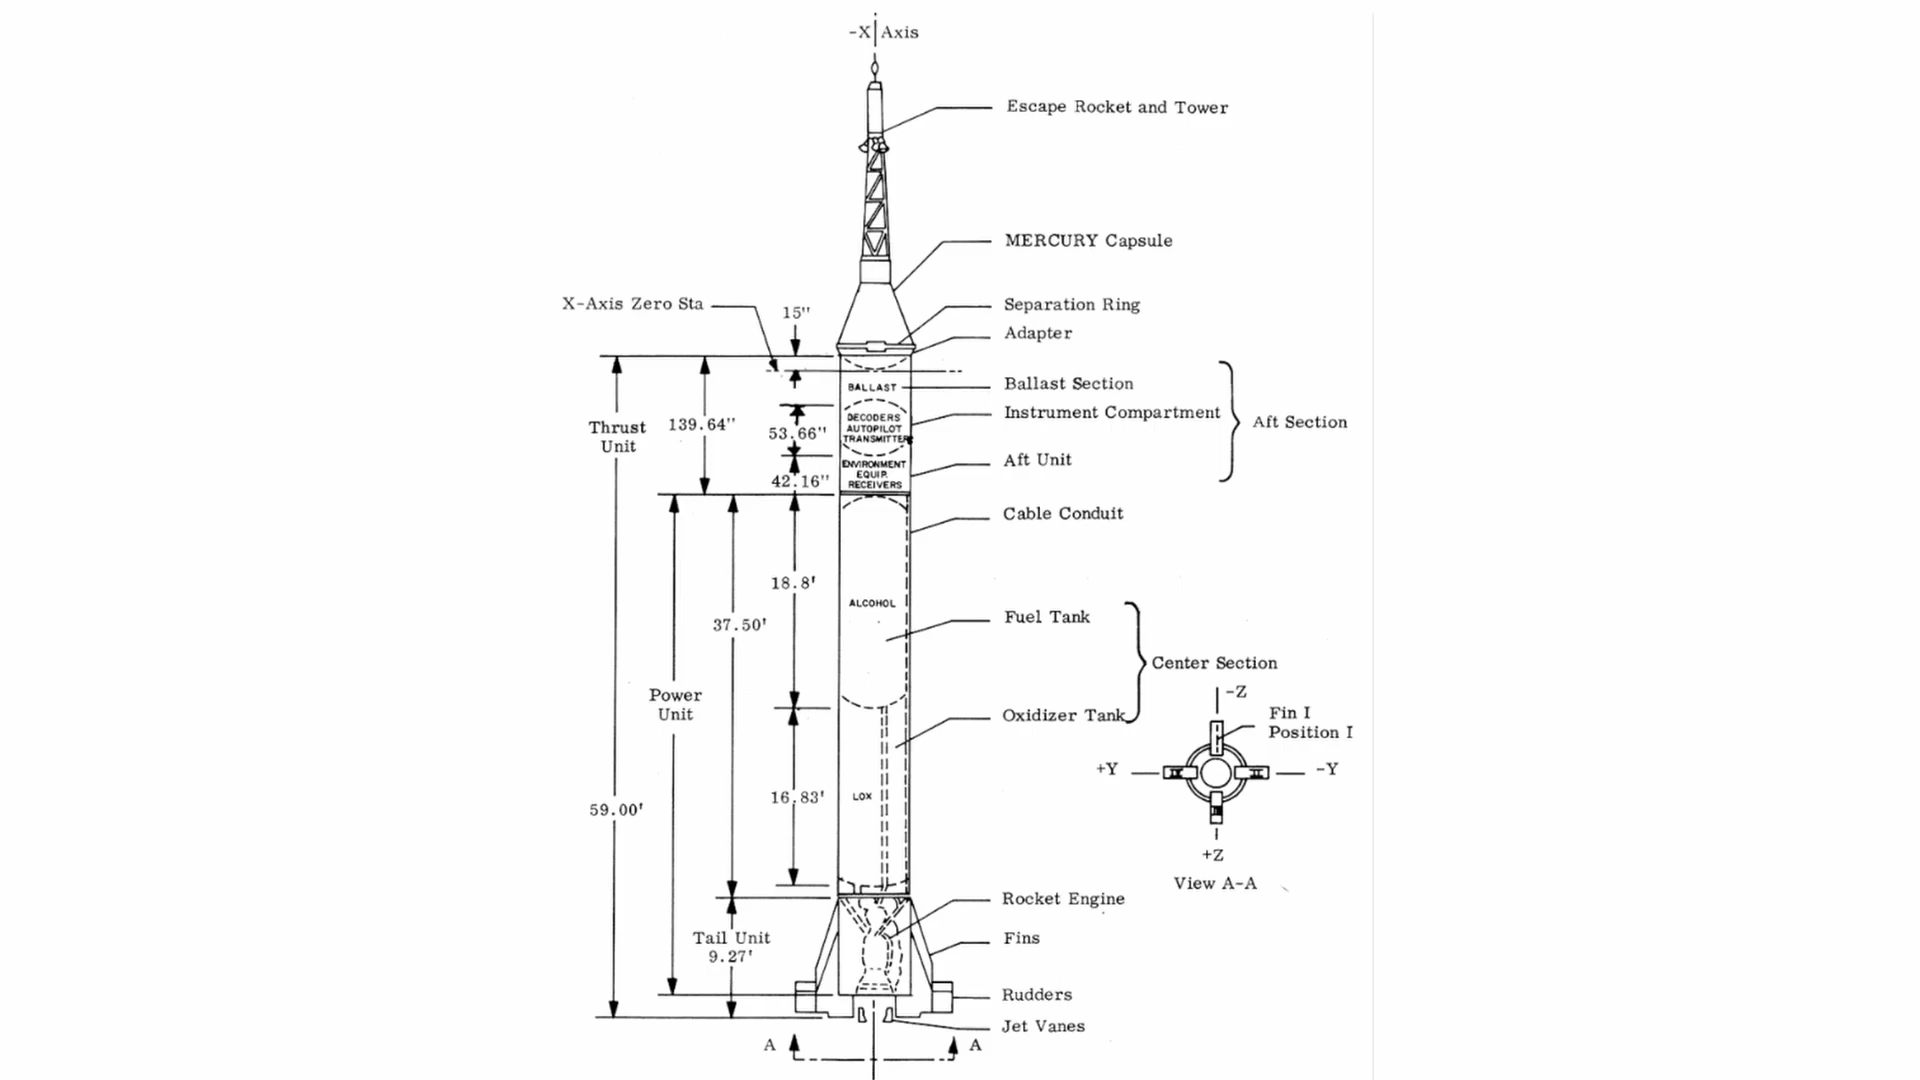 -X Axis
Escape Rocket and Tower
MERCURY Capsule
X-Axis Zero Sta
15"
Separation Ring
Adapter
BALLAST
Ballast Section
Thrust
Unit
139.64"
53.66"
DECODERS
AUTOPILOT
TRANSMITTER
Instrument Compartment
Aft Section
42.16"
ENVIRONMENT
EQUIP.
RECEIVERS
Aft Unit
Cable Conduit
18.8'
ALCOHOL
37.50'
Fuel Tank
Center Section
Power
Unit
Oxidizer Tank
59.00'
16.83'
LOX
-Z
Fin I
Position I
+Y
IV
II
-Y
III
+Z
View A-A
Rocket Engine
Tail Unit
9.27'
Fins
Rudders
Jet Vanes
A
A